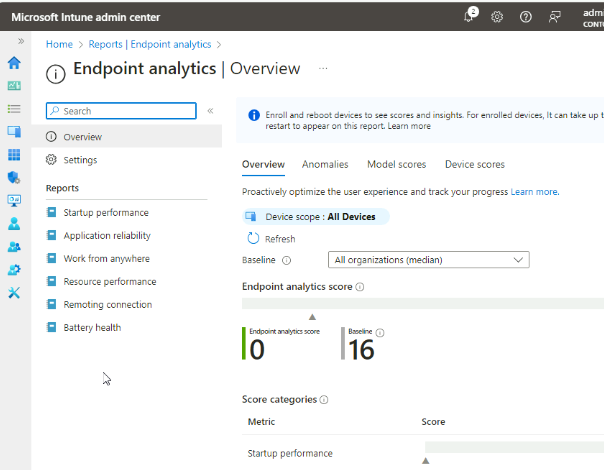 Microsoft Intune admin center
2
CONTO
Home > Reports | Endpoint analytics >
Endpoint analytics | Overview ...
Search
Overview
Settings
Reports
Startup performance
Application reliability
Work from anywhere
Resource performance
Remoting connection
Battery health
Enroll and reboot devices to see scores and insights. For enrolled devices, It can take up t
restart to appear on this report. Learn more
Overview Anomalies Model scores Device scores
Proactively optimize the user experience and track your progress Learn more.
Device scope : All Devices
Refresh
Baseline All organizations (median)
Endpoint analytics score
Endpoint analytics score
0
Baseline
16
Score categories
Metric Score
Startup performance